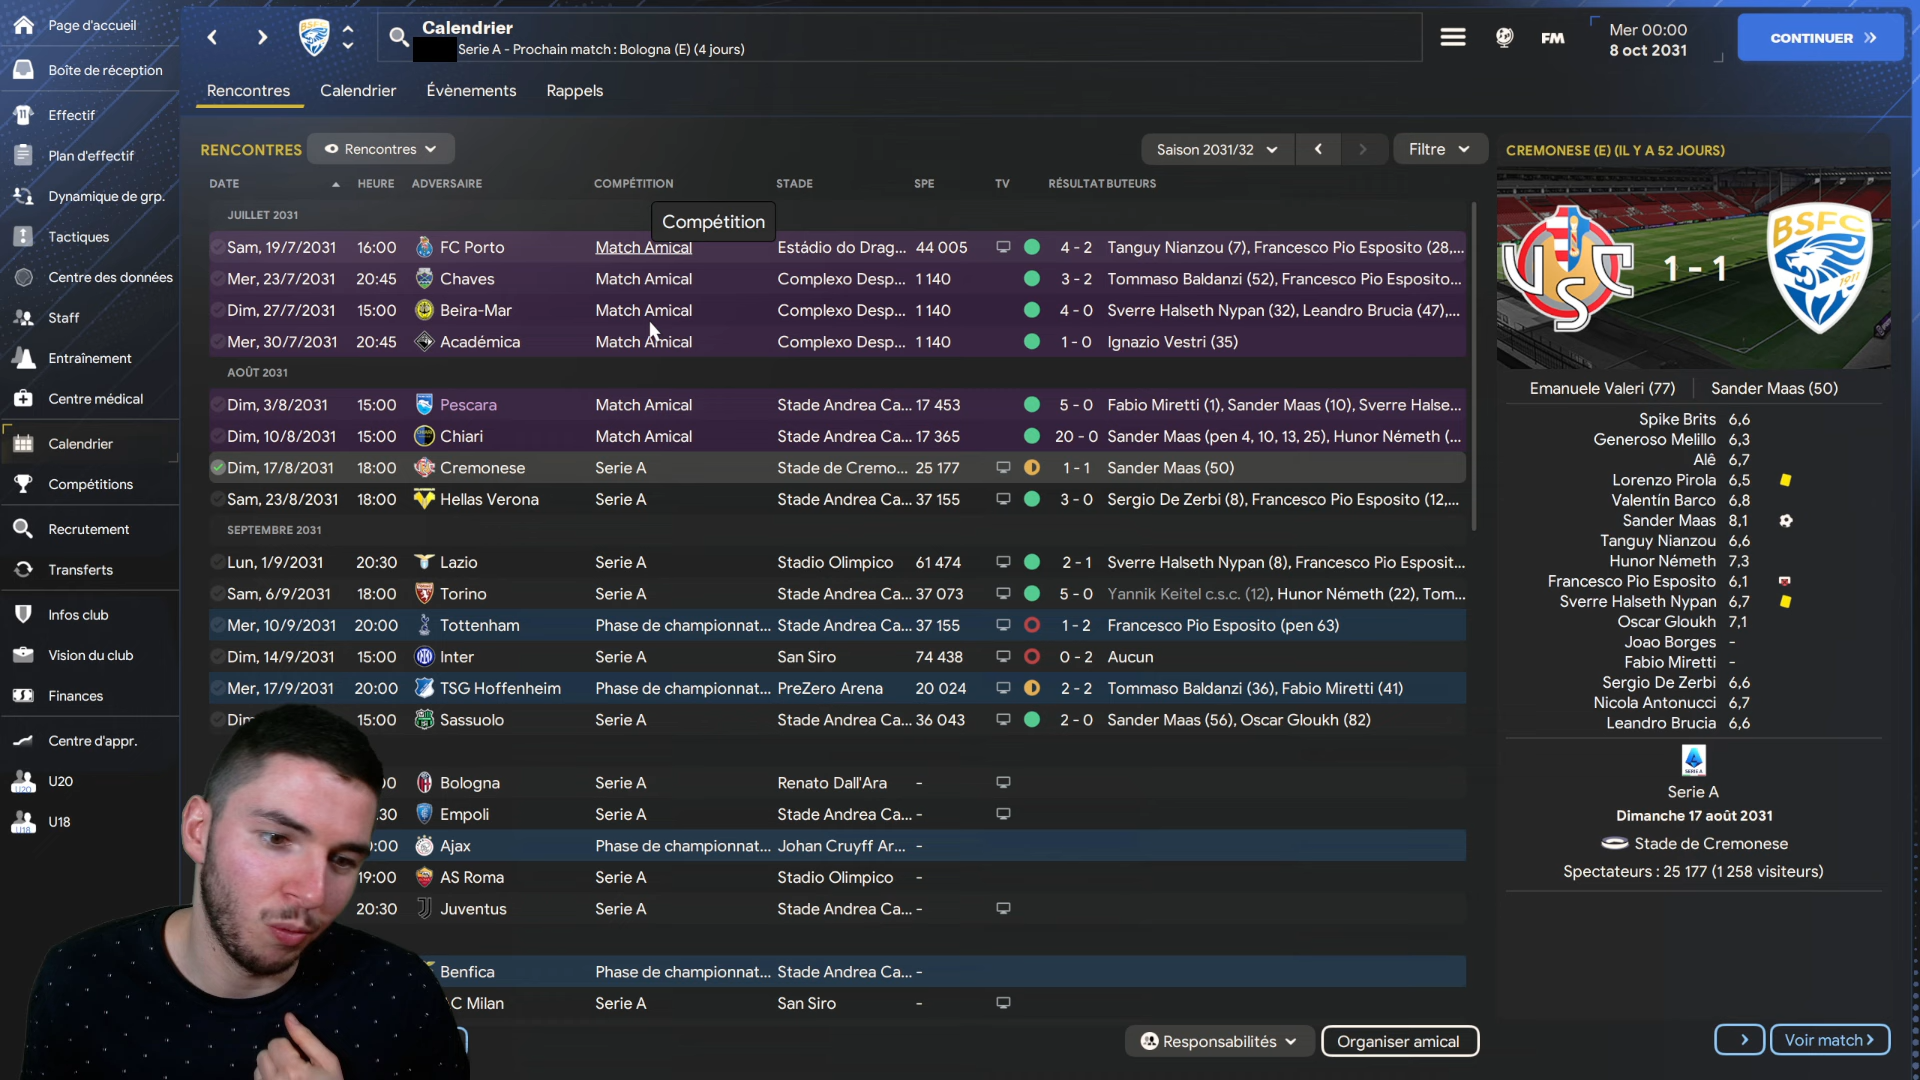 Page d'accueil
Boîte de réception
Effectif
Plan d'effectif
Dynamique de grp.
Tactiques
Centre des données
Staff
Entraînement
Centre médical
Calendrier
Compétitions
Recrutement
Transferts
Infos club
Vision du club
Finances
Centre d'appr.
U20
U18
Calendrier
Serie A - Prochain match : Bologna (E) (4 jours)
FM
Mer 00:00
8 oct 2031
CONTINUER
Rencontres Calendrier Évènements Rappels
RENCONTRES Rencontres Saison 2031/32 Filtre
DATE HEURE ADVERSAIRE COMPÉTITION STADE SPE TV RÉSULTAT BUTEURS
JUILLET 2031
Compétition
Sam, 19/7/2031 16:00 FC Porto Match Amical Estádio do Drag... 44 005 4 - 2 Tanguy Nianzou (7), Francesco Pio Esposito (28,...
Mer, 23/7/2031 20:45 Chaves Match Amical Complexo Desp... 1 140 3 - 2 Tommaso Baldanzi (52), Francesco Pio Esposito...
Dim, 27/7/2031 15:00 Beira-Mar Match Amical Complexo Desp... 1 140 4 - 0 Sverre Halseth Nypan (32), Leandro Brucia (47),...
Mer, 30/7/2031 20:45 Académica Match Amical Complexo Desp... 1 140 1 - 0 Ignazio Vestri (35)
AOÛT 2031
Dim, 3/8/2031 15:00 Pescara Match Amical Stade Andrea Ca... 17 453 5 - 0 Fabio Miretti (1), Sander Maas (10), Sverre Halse...
Dim, 10/8/2031 15:00 Chiari Match Amical Stade Andrea Ca... 17 365 20 - 0 Sander Maas (pen 4, 10, 13, 25), Hunor Németh (...
Dim, 17/8/2031 18:00 Cremonese Serie A Stade de Cremo... 25 177 1 - 1 Sander Maas (50)
Sam, 23/8/2031 18:00 Hellas Verona Serie A Stade Andrea Ca... 37 155 3 - 0 Sergio De Zerbi (8), Francesco Pio Esposito (12,...
SEPTEMBRE 2031
Lun, 1/9/2031 20:30 Lazio Serie A Stadio Olimpico 61 474 2 - 1 Sverre Halseth Nypan (8), Francesco Pio Esposit...
Sam, 6/9/2031 18:00 Torino Serie A Stade Andrea Ca... 37 073 5 - 0 Yannik Keitel c.s.c. (12), Hunor Németh (22), Tom...
Mer, 10/9/2031 20:00 Tottenham Phase de championnat... Stade Andrea Ca... 37 155 1 - 2 Francesco Pio Esposito (pen 63)
Dim, 14/9/2031 15:00 Inter Serie A San Siro 74 438 0 - 2 Aucun
Mer, 17/9/2031 20:00 TSG Hoffenheim Phase de championnat... PreZero Arena 20 024 2 - 2 Tommaso Baldanzi (36), Fabio Miretti (41)
15:00 Sassuolo Serie A Stade Andrea Ca... 36 043 2 - 0 Sander Maas (56), Oscar Gloukh (82)
Bologna Serie A Renato Dall'Ara -
Empoli Serie A Stade Andrea Ca... -
Ajax Phase de championnat... Johan Cruyff Ar... -
19:00 AS Roma Serie A Stadio Olimpico -
20:30 Juventus Serie A Stade Andrea Ca... -
Benfica Phase de championnat... Stade Andrea Ca... -
C Milan Serie A San Siro -
Responsabilités Organiser amical
CREMONESE (E) (IL Y A 52 JOURS)
1 - 1
BSFC
1911
Emanuele Valeri (77) Sander Maas (50)
Spike Brits 6,6
Generoso Melillo 6,3
Alê 6,7
Lorenzo Pirola 6,5
Valentín Barco 6,8
Sander Maas 8,1
Tanguy Nianzou 6,6
Hunor Németh 7,3
Francesco Pio Esposito 6,1
Sverre Halseth Nypan 6,7
Oscar Gloukh 7,1
Joao Borges -
Fabio Miretti -
Sergio De Zerbi 6,6
Nicola Antonucci 6,7
Leandro Brucia 6,6
Serie A
Dimanche 17 août 2031
Stade de Cremonese
Spectateurs : 25 177 (1 258 visiteurs)
Voir match